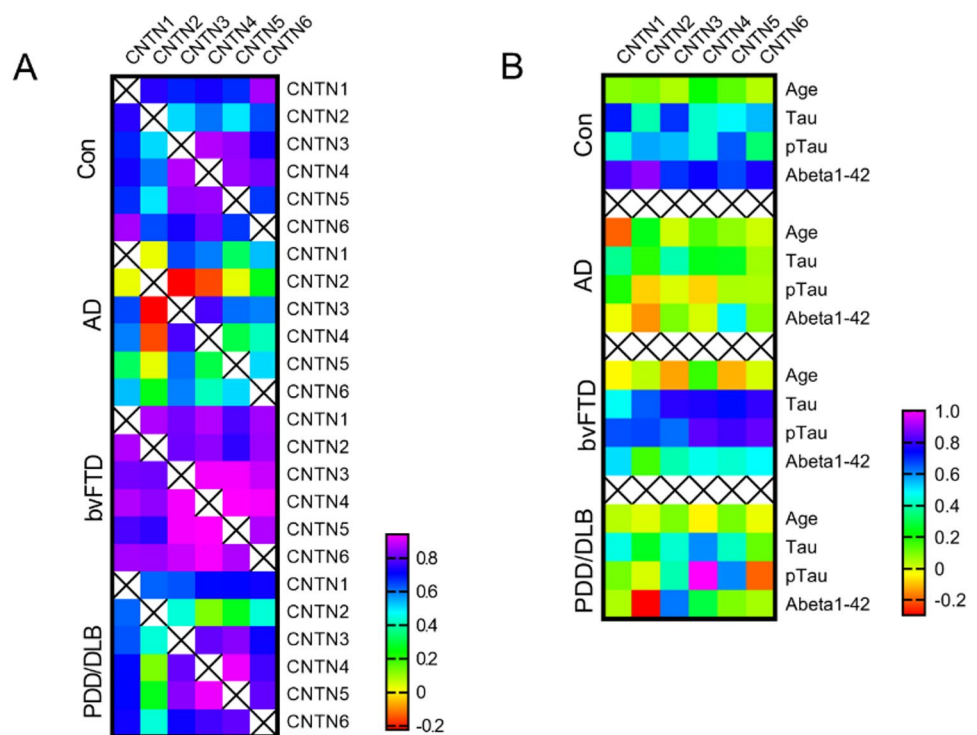 A
CNTN1 CNTN2 CNTN3 CNTN4 CNTN5 CNTN6
Con
CNTN1
CNTN2
CNTN3
CNTN4
CNTN5
CNTN6
AD
CNTN1
CNTN2
CNTN3
CNTN4
CNTN5
CNTN6
bvFTD
CNTN1
CNTN2
CNTN3
CNTN4
CNTN5
CNTN6
PDD/DLB
CNTN1
CNTN2
CNTN3
CNTN4
CNTN5
CNTN6
0.8
0.6
0.4
0.2
0
-0.2
B
CNTN1 CNTN2 CNTN3 CNTN4 CNTN5 CNTN6
Con
Age
Tau
pTau
Abeta1-42
AD
Age
Tau
pTau
Abeta1-42
bvFTD
Age
Tau
pTau
Abeta1-42
PDD/DLB
Age
Tau
pTau
Abeta1-42
1.0
0.8
0.6
0.4
0.2
0
-0.2